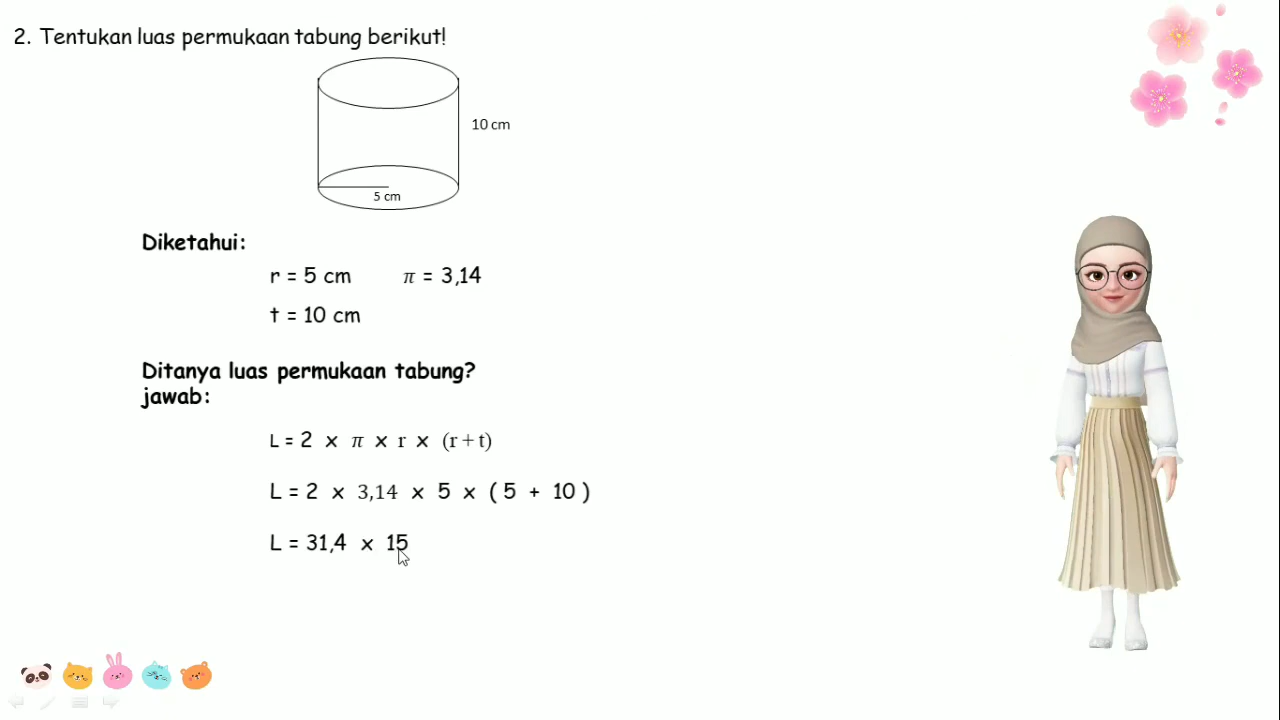 2. Tentukan luas permukaan tabung berikut!
10 cm
5 cm
Diketahui:
r = 5 cm π = 3,14
t = 10 cm
Ditanya luas permukaan tabung?
jawab:
L = 2 x π x r x (r + t)
L = 2 x 3,14 x 5 x ( 5 + 10 )
L = 31,4 x 15